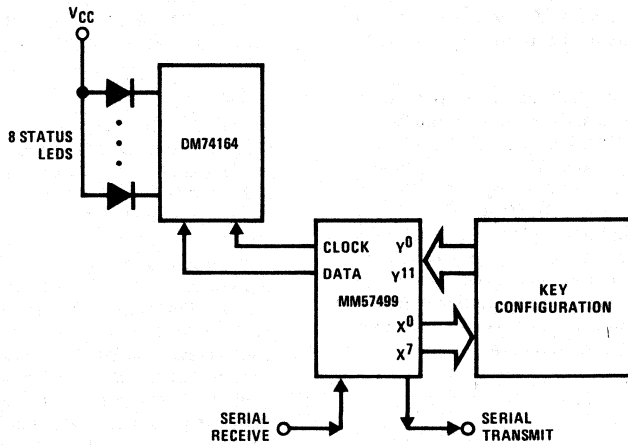 VCC
8 STATUS
LEDS
DM74164
CLOCK
DATA
MM57499
Y0
Y11
X0
X7
KEY
CONFIGURATION
SERIAL
RECEIVE
SERIAL
TRANSMIT